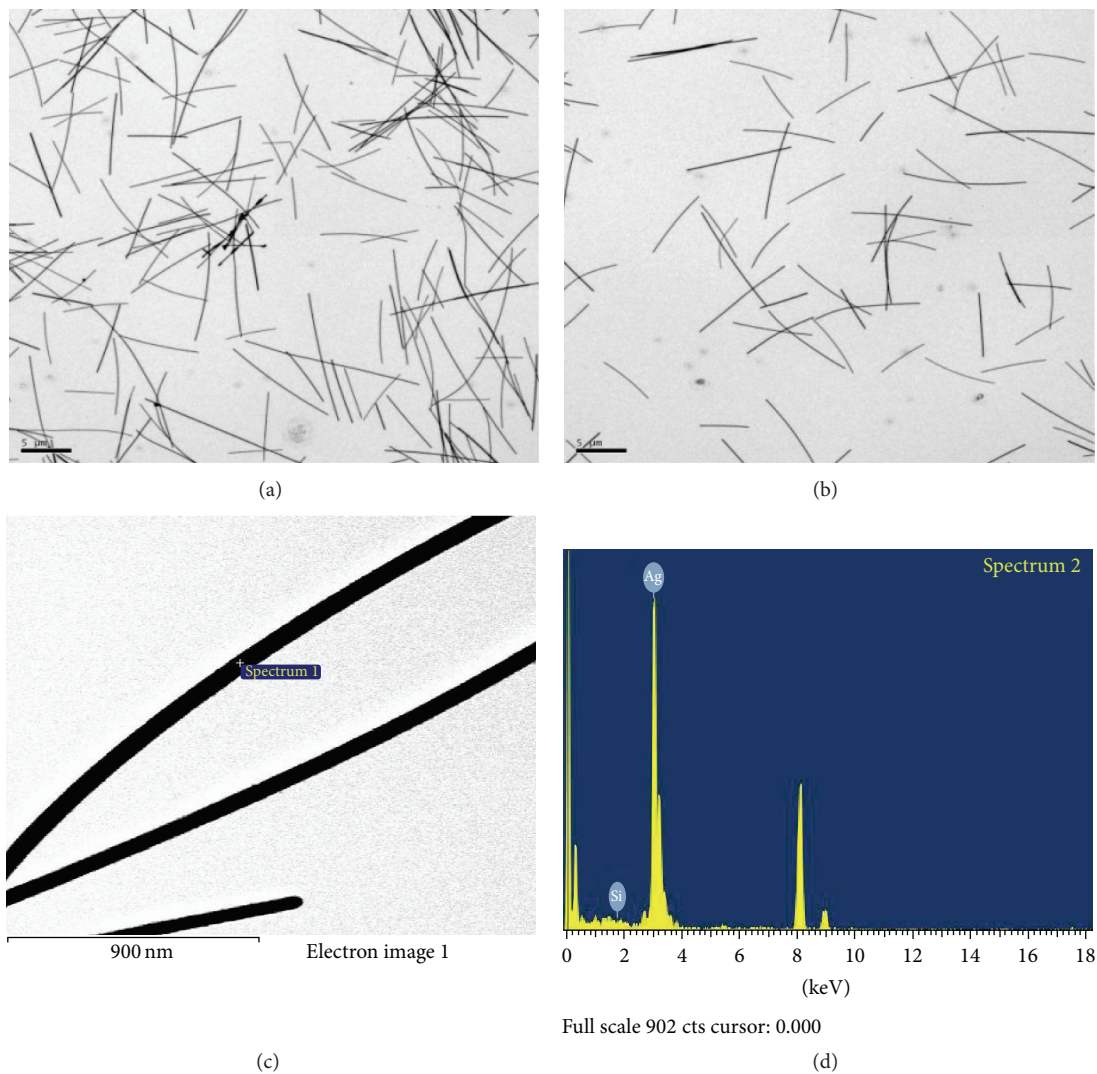 5 µm
5 µm
(a)
(b)
Spectrum 1
900 nm
Electron image 1
Spectrum 2
Ag
Si
0 2 4 6 8 10 12 14 16 18
(keV)
Full scale 902 cts cursor: 0.000
(c)
(d)